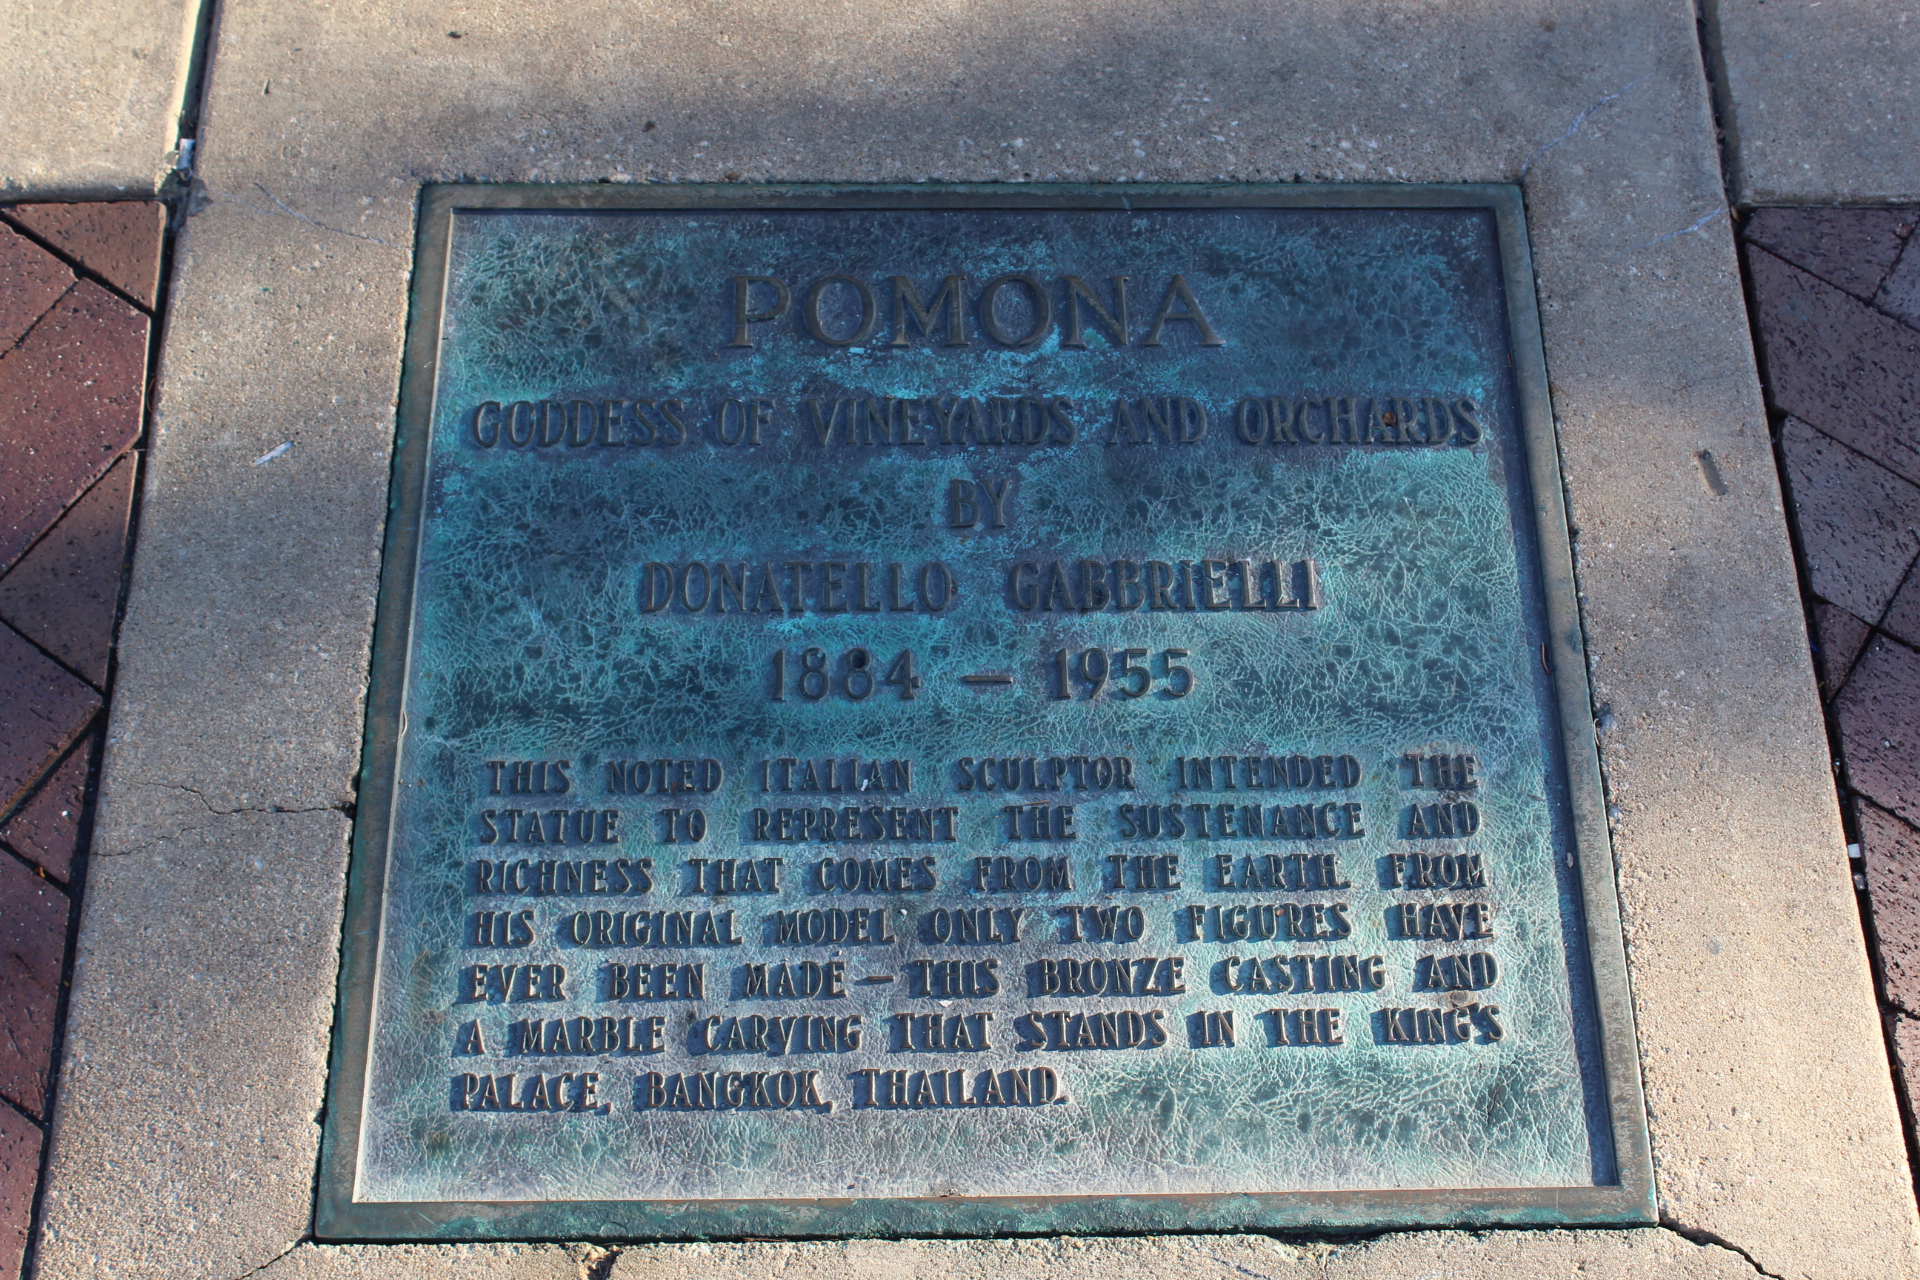 POMONA
GODDESS OF VINEYARDS AND ORCHARDS
BY
DONATELLO GABBRIELLI
1884 - 1955
THIS NOTED ITALIAN SCULPTOR INTENDED THE
STATUE TO REPRESENT THE SUSTENANCE AND
RICHNESS THAT COMES FROM THE EARTH. FROM
HIS ORIGINAL MODEL ONLY TWO FIGURES HAVE
EVER BEEN MADE - THIS BRONZE CASTING AND
A MARBLE CARVING THAT STANDS IN THE KING'S
PALACE, BANGKOK, THAILAND.